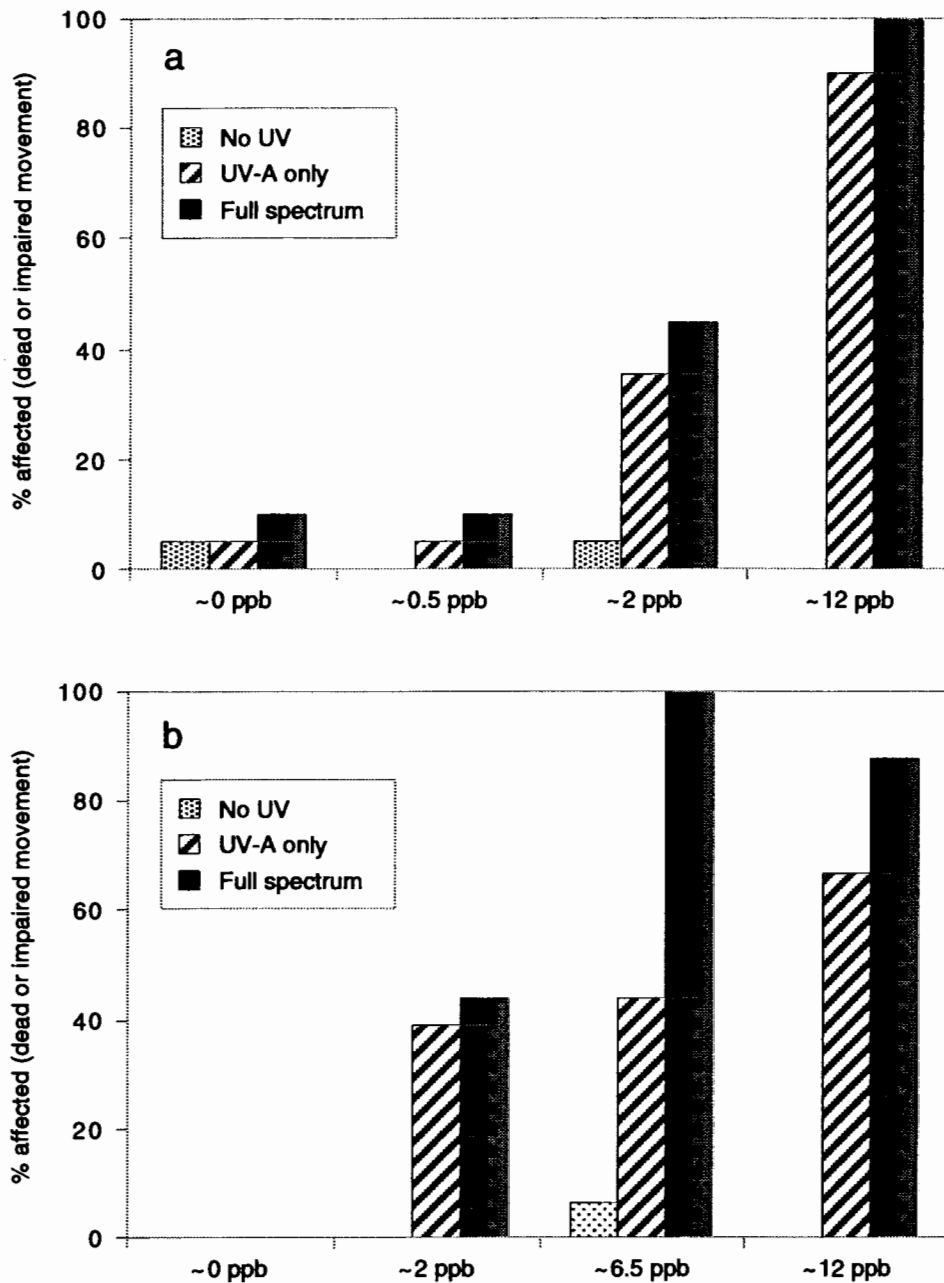 a
% affected (dead or impaired movement)
100
80
60
40
20
0
No UV
UV-A only
Full spectrum
~0 ppb ~0.5 ppb ~2 ppb ~12 ppb
b
% affected (dead or impaired movement)
100
80
60
40
20
0
No UV
UV-A only
Full spectrum
~0 ppb ~2 ppb ~6.5 ppb ~12 ppb